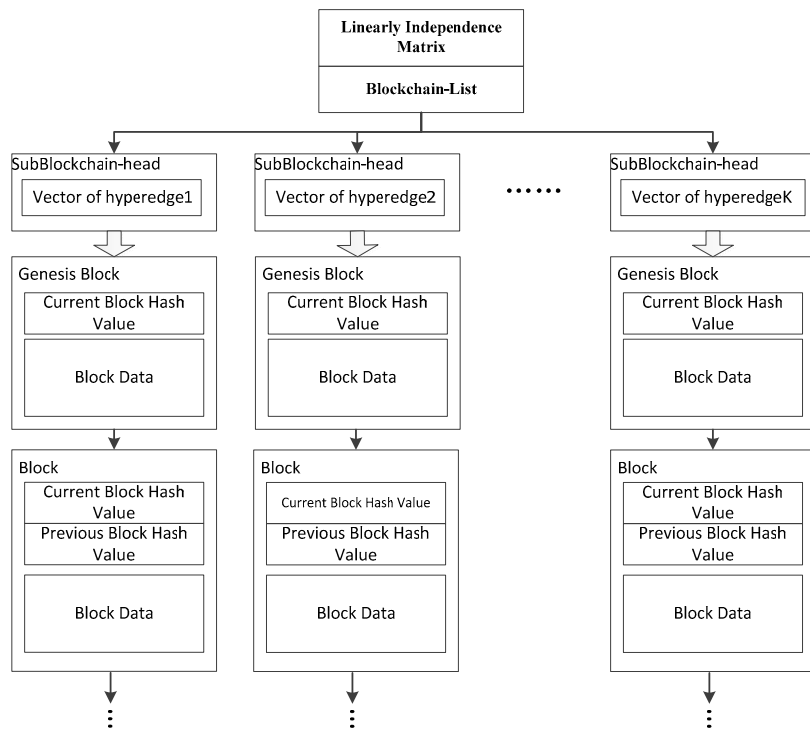 Linearly Independence
Matrix
Blockchain-List
SubBlockchain-head
Vector of hyperedge1
SubBlockchain-head
Vector of hyperedge2
......
SubBlockchain-head
Vector of hyperedgeK
Genesis Block
Current Block Hash
Value
Block Data
Genesis Block
Current Block Hash
Value
Block Data
Genesis Block
Current Block Hash
Value
Block Data
Block
Current Block Hash
Value
Previous Block Hash
Value
Block Data
Block
Current Block Hash Value
Previous Block Hash
Value
Block Data
Block
Current Block Hash
Value
Previous Block Hash
Value
Block Data